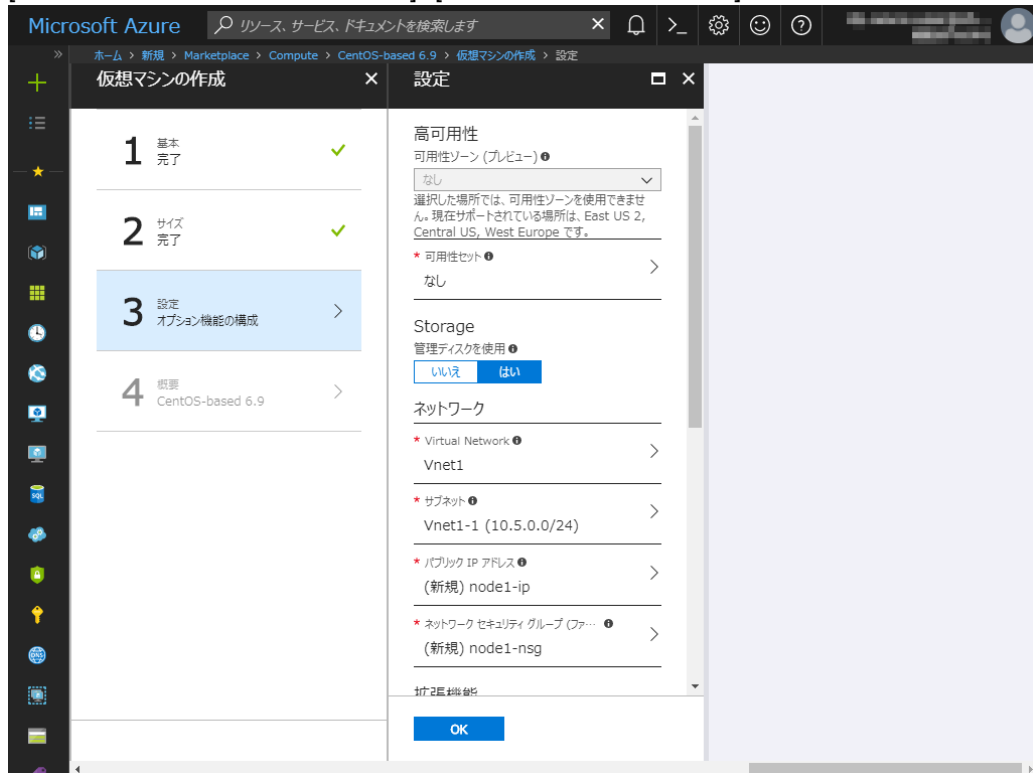 Microsoft Azure
リソース、サービス、ドキュメントを検索します
ホーム > 新規 > Marketplace > Compute > CentOS-based 6.9 > 仮想マシンの作成 > 設定
仮想マシンの作成
1 基本
完了
2 サイズ
完了
3 設定
オプション機能の構成
4 概要
CentOS-based 6.9
設定
高可用性
可用性ゾーン (プレビュー)
なし
選択した場所では、可用性ゾーンを使用できませ
ん。現在サポートされている場所は、East US 2,
Central US, West Europe です。
* 可用性セット
なし
Storage
管理ディスクを使用
いいえ はい
ネットワーク
* Virtual Network
Vnet1
* サブネット
Vnet1-1 (10.5.0.0/24)
* パブリック IP アドレス
(新規) node1-ip
* ネットワーク セキュリティ グループ (ファ…
(新規) node1-nsg
拡張機能
OK